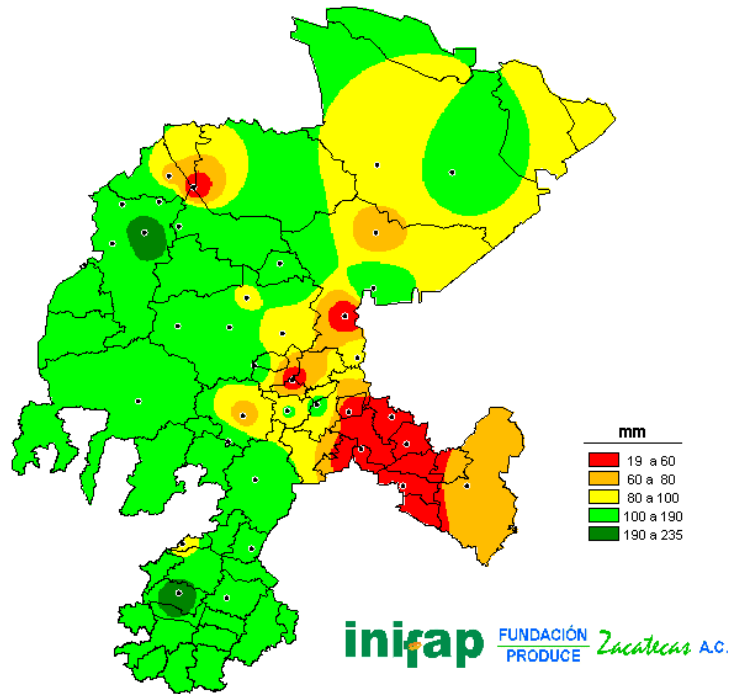 mm
19 a 60
60 a 80
80 a 100
100 a 190
190 a 235
inifap
FUNDACIÓN
PRODUCE
Zacatecas A.C.